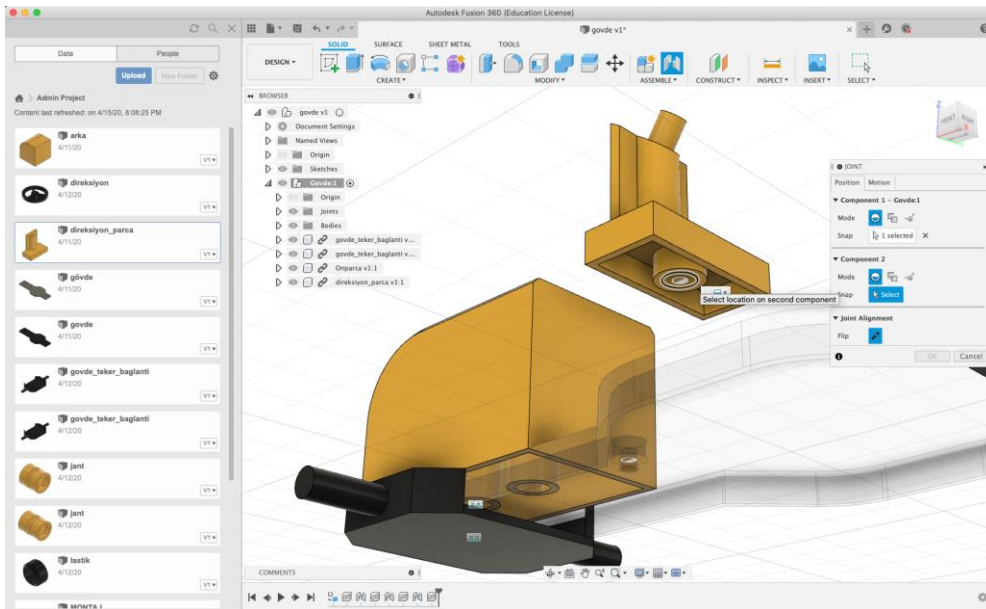 Autodesk Fusion 360 (Education License)
govde v1*
Data
People
Upload
New Folder
Admin Project
Content last refreshed: on 4/15/20, 8:08:25 PM
arka
4/11/20
V1
direksiyon
4/12/20
V1
direksiyon_parca
4/11/20
V1
gövde
4/11/20
V1
govde
4/11/20
V1
govde_teker_baglanti
4/12/20
V1
govde_teker_baglanti
4/12/20
V1
jant
4/12/20
V1
jant
4/12/20
V1
lastik
4/12/20
V1
DESIGN
SOLID
SURFACE
SHEET METAL
TOOLS
CREATE
MODIFY
ASSEMBLE
CONSTRUCT
INSPECT
INSERT
SELECT
BROWSER
govde v1
Document Settings
Named Views
Origin
Sketches
Govde:1
Origin
Joints
Bodies
govde_teker_baglanti v...
govde_teker_baglanti v...
Onparca v1:1
direksiyon_parca v1:1
Select location on second component
Z
FRONT
RIGHT
JOINT
Position
Motion
Component 1 - Govde:1
Mode
Snap
1 selected
Component 2
Mode
Snap
Select
Joint Alignment
Flip
OK
Cancel
COMMENTS